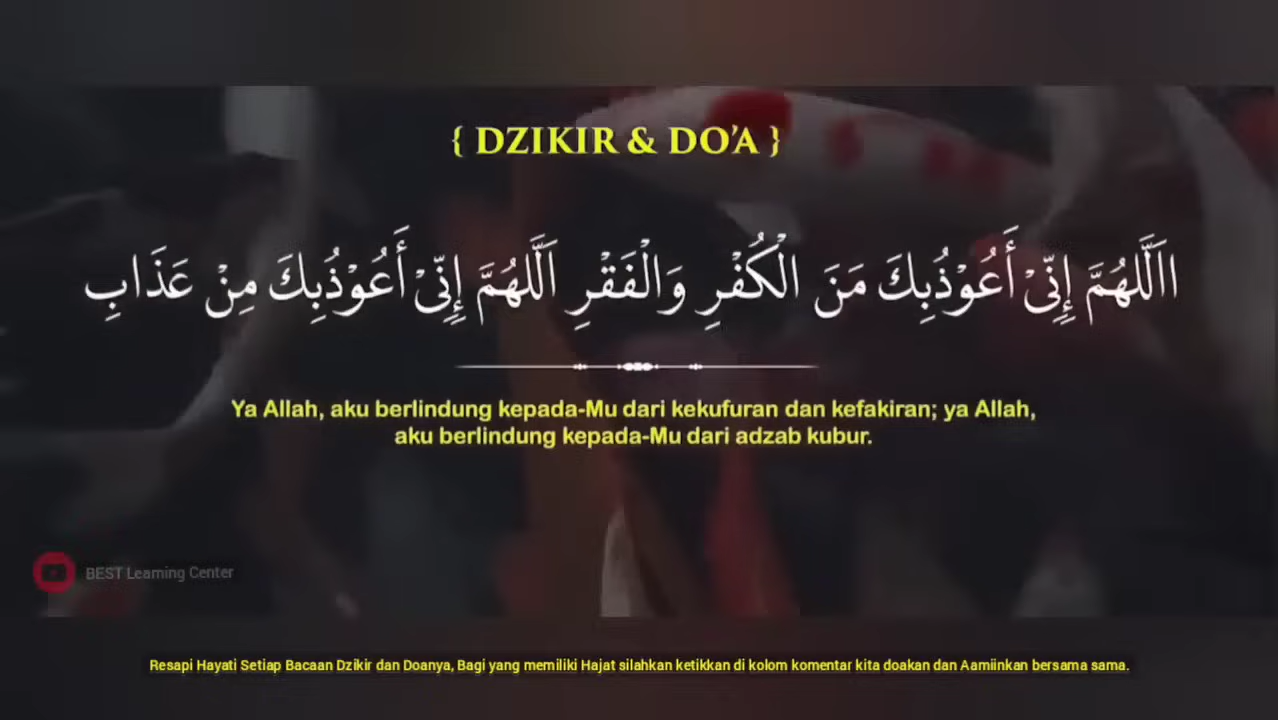 { DZIKIR & DO’A }
اَاللَّهُمَّ إِنِّىْ أَعُوْذُبِكَ مَنَ الْكُفْرِ وَالْفَقْرِ اَللَّهُمَّ إِنِّىْ أَعُوْذُبِكَ مِنْ عَذَابِ
Ya Allah, aku berlindung kepada-Mu dari kekufuran dan kefakiran; ya Allah,
aku berlindung kepada-Mu dari adzab kubur.
BEST Learning Center
Resapi Hayati Setiap Bacaan Dzikir dan Doanya, Bagi yang memiliki Hajat silahkan ketikkan di kolom komentar kita doakan dan Aamiinkan bersama sama.